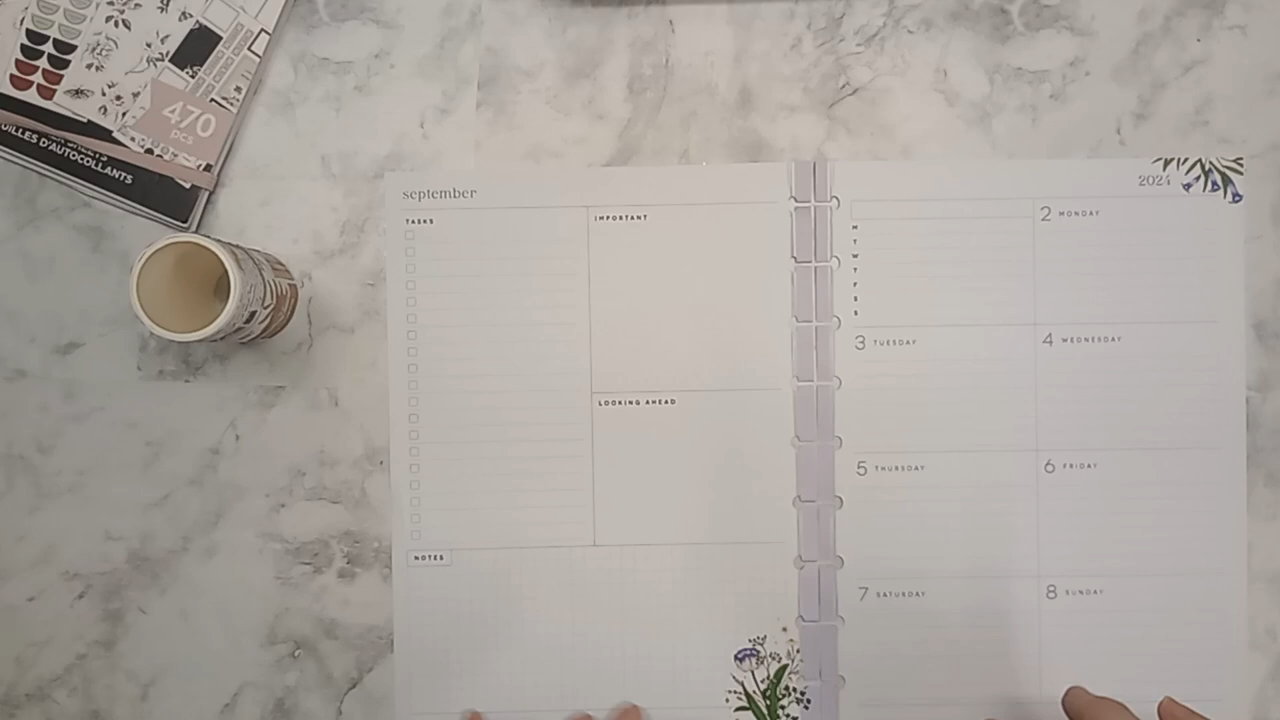 470
pcs
UILLES D'AUTOCOLLANTS
september
2024
TASKS
IMPORTANT
LOOKING AHEAD
NOTES
M
T
W
T
F
S
S
2 MONDAY
3 TUESDAY
4 WEDNESDAY
5 THURSDAY
6 FRIDAY
7 SATURDAY
8 SUNDAY